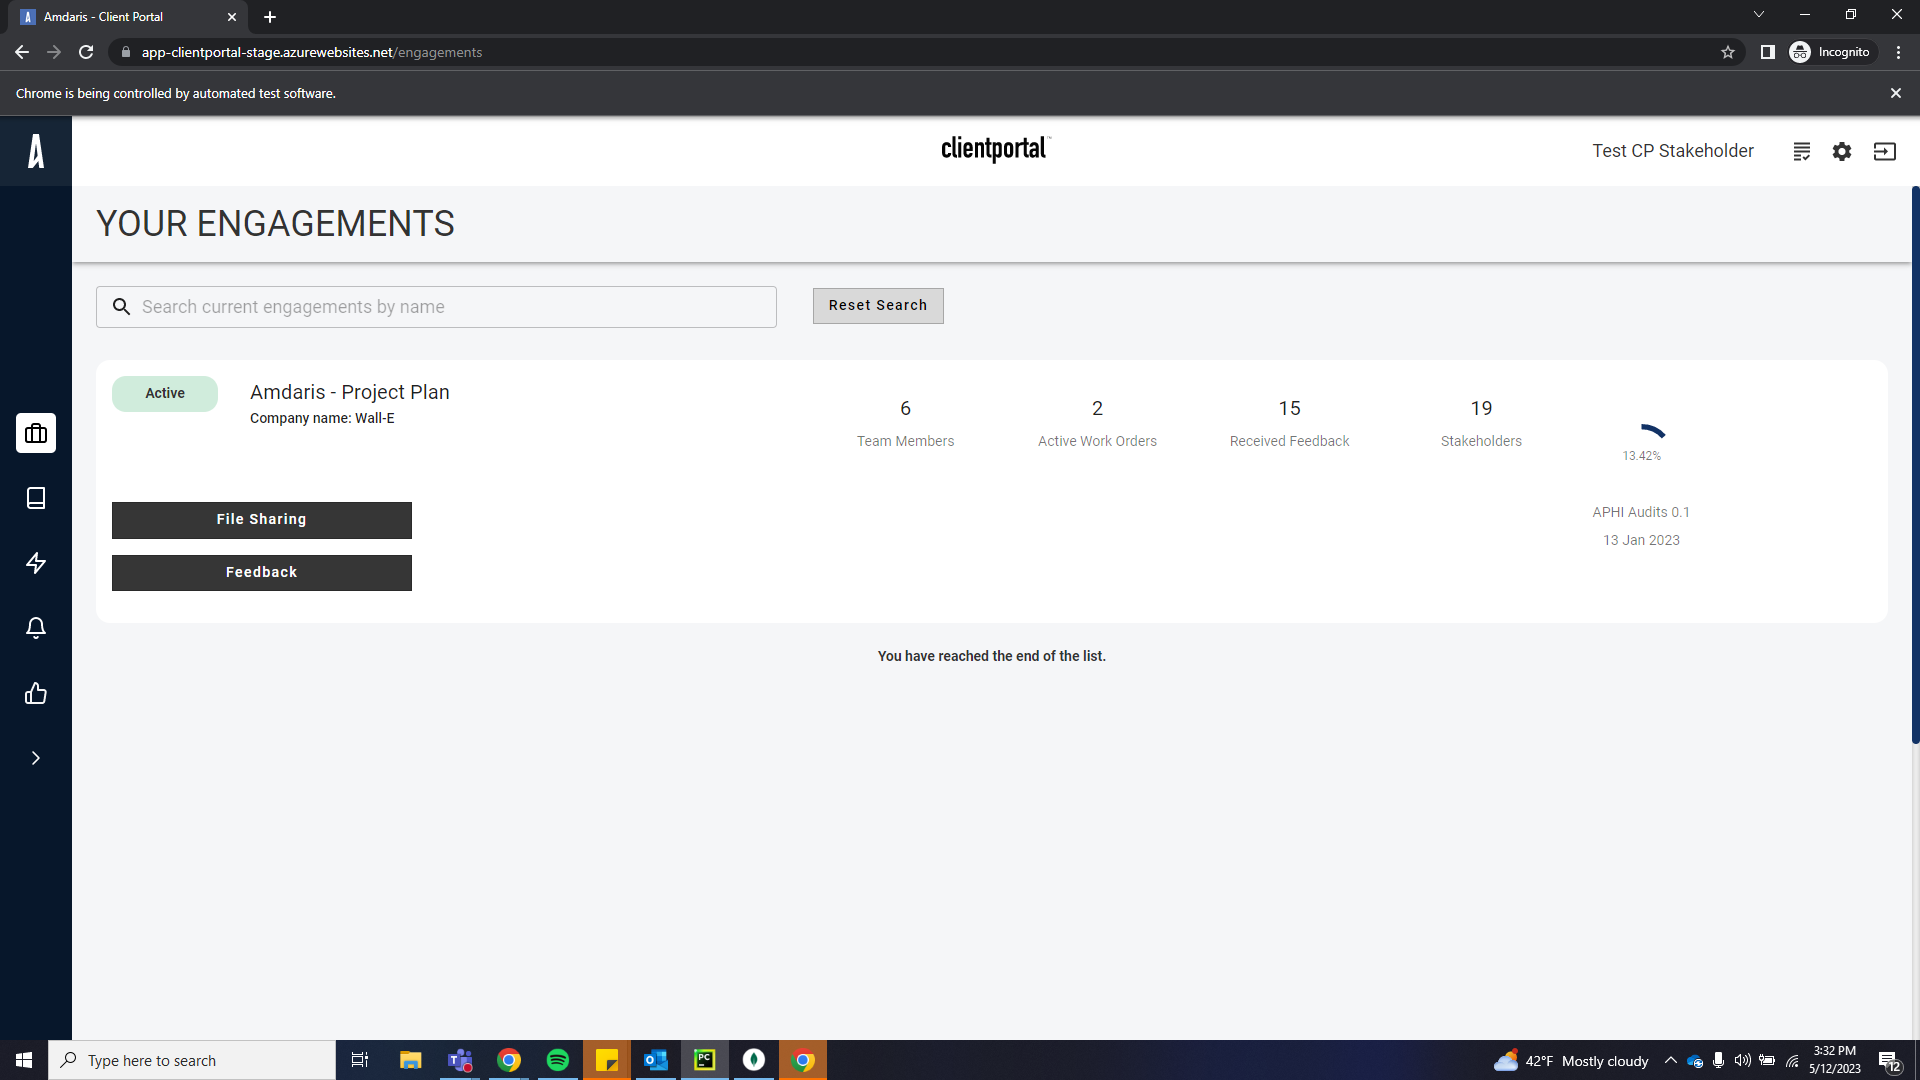 Amdaris - Client Portal
app-clientportal-stage.azurewebsites.net/engagements
Incognito
Chrome is being controlled by automated test software.
clientportal™
Test CP Stakeholder
YOUR ENGAGEMENTS
Search current engagements by name
Reset Search
Active
Amdaris - Project Plan
Company name: Wall-E
6
Team Members
2
Active Work Orders
15
Received Feedback
19
Stakeholders
13.42%
APHI Audits 0.1
13 Jan 2023
File Sharing
Feedback
You have reached the end of the list.
Type here to search
PC
42°F Mostly cloudy
3:32 PM
5/12/2023
12